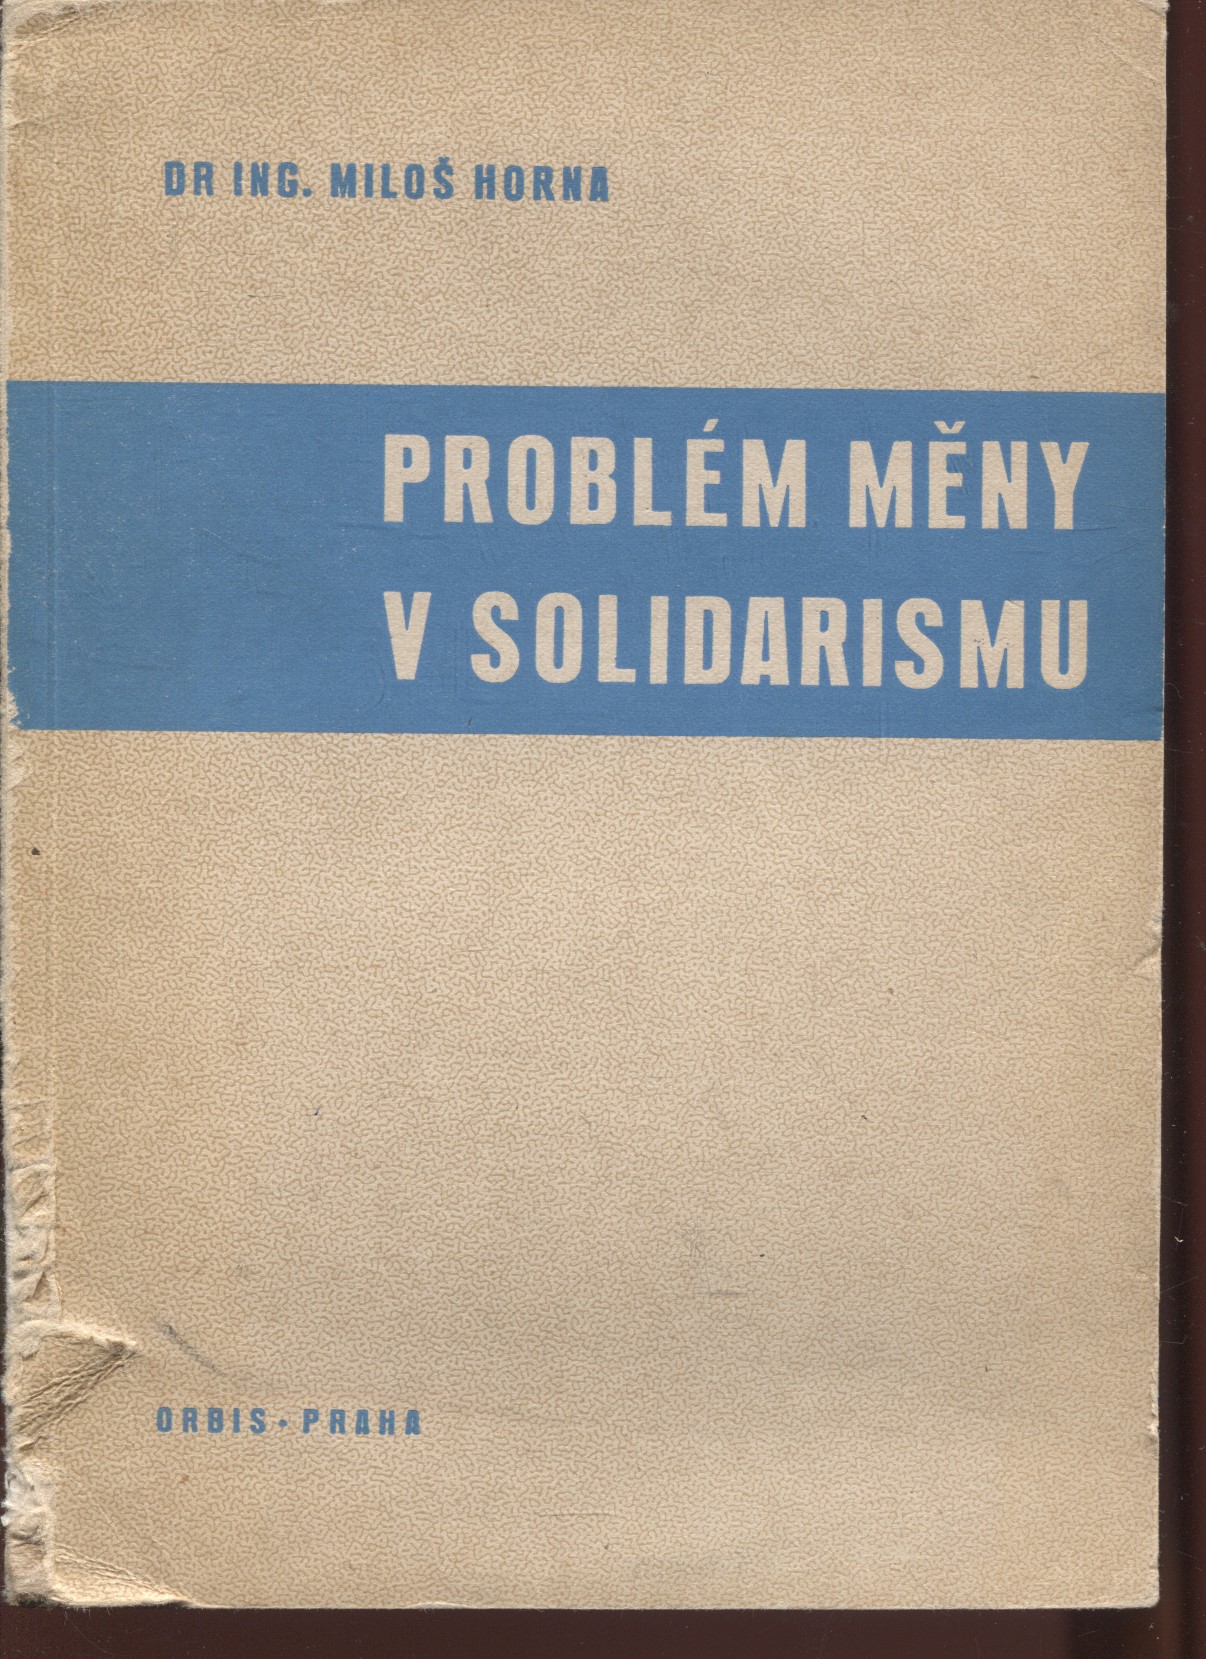 DR ING. MILOŠ HORNA
PROBLÉM MĚNY
V SOLIDARISMU
ORBIS • PRAHA